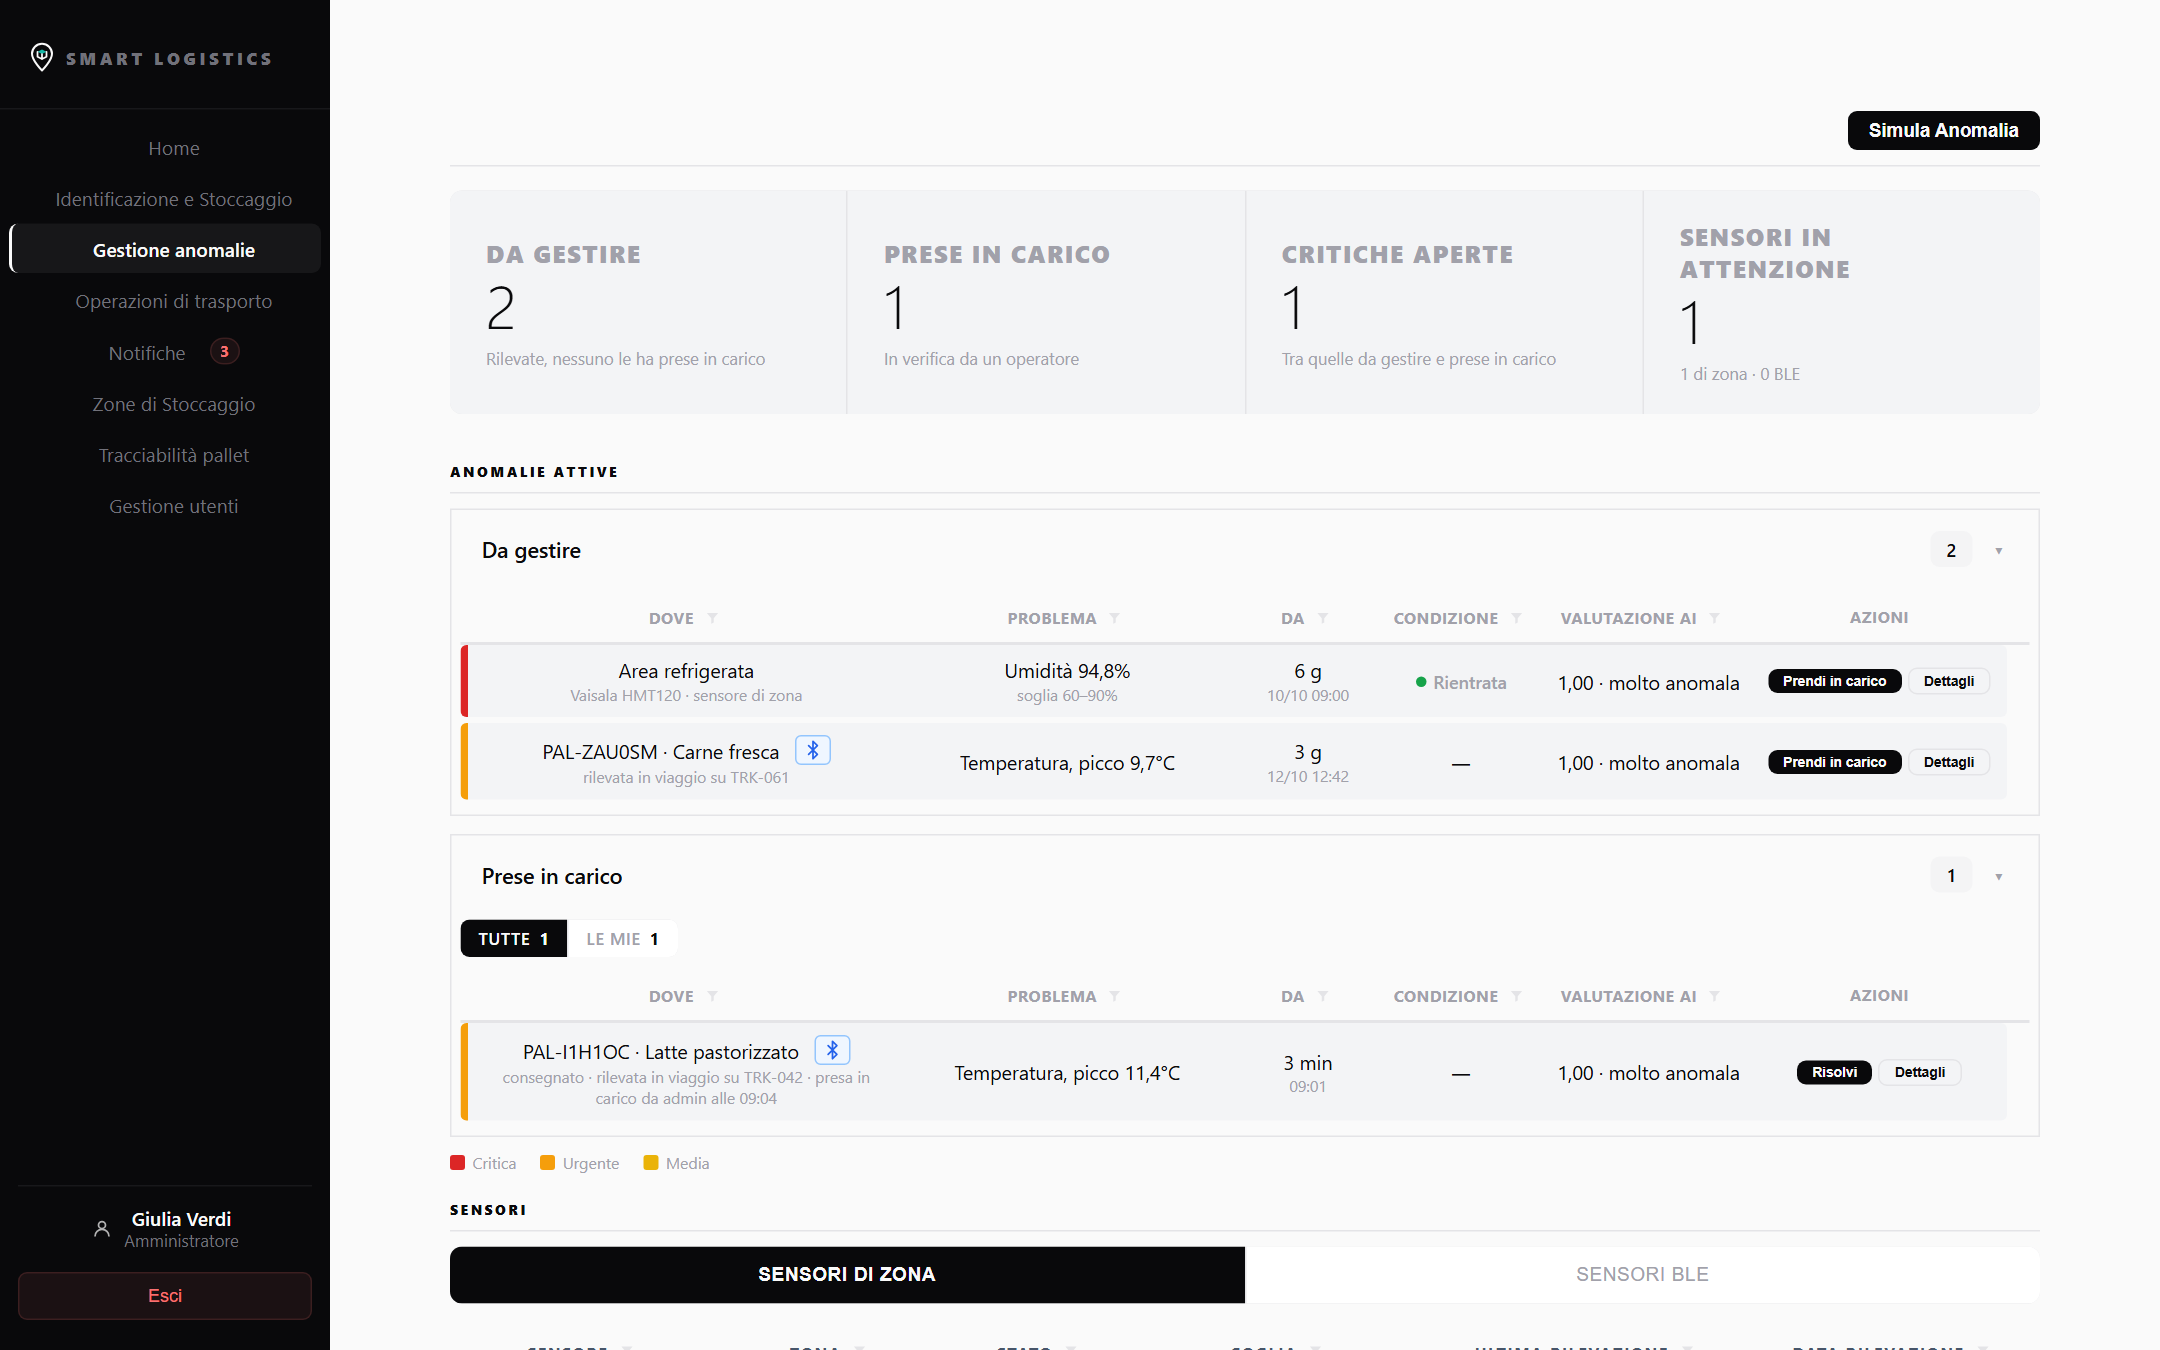 SMART LOGISTICS
Home
Identificazione e Stoccaggio
Gestione anomalie
Operazioni di trasporto
Notifiche 3
Zone di Stoccaggio
Tracciabilità pallet
Gestione utenti
Giulia Verdi
Amministratore
Esci
Simula Anomalia
DA GESTIRE
2
Rilevate, nessuno le ha prese in carico
PRESE IN CARICO
1
In verifica da un operatore
CRITICHE APERTE
1
Tra quelle da gestire e prese in carico
SENSORI IN
ATTENZIONE
1
1 di zona · 0 BLE
ANOMALIE ATTIVE
Da gestire 2
DOVE PROBLEMA DA CONDIZIONE VALUTAZIONE AI AZIONI
Area refrigerata Umidità 94,8% 6 g Rientrata 1,00 · molto anomala Prendi in carico Dettagli
Vaisala HMT120 · sensore di zona soglia 60–90% 10/10 09:00
PAL-ZAU0SM · Carne fresca Temperatura, picco 9,7°C 3 g — 1,00 · molto anomala Prendi in carico Dettagli
rilevata in viaggio su TRK-061 12/10 12:42
Prese in carico 1
TUTTE 1 LE MIE 1
DOVE PROBLEMA DA CONDIZIONE VALUTAZIONE AI AZIONI
PAL-I1H1OC · Latte pastorizzato Temperatura, picco 11,4°C 3 min — 1,00 · molto anomala Risolvi Dettagli
consegnato · rilevata in viaggio su TRK-042 · presa in 09:01
carico da admin alle 09:04
Critica Urgente Media
SENSORI
SENSORI DI ZONA SENSORI BLE
SENSORE ZONA STATO SOGLIA ULTIMA RILEVAZIONE DATA RILEVAZIONE